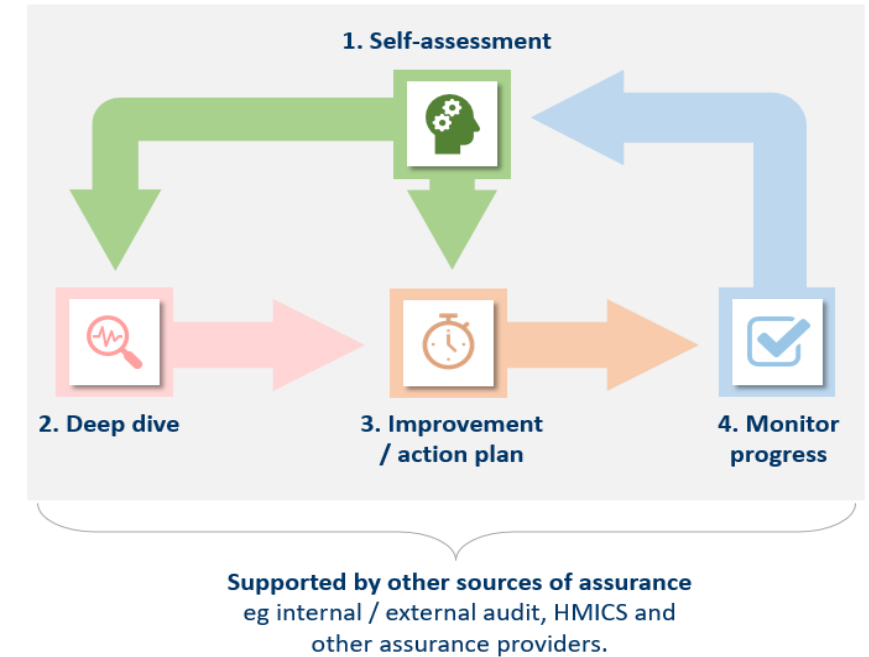 1. Self-assessment
2. Deep dive
3. Improvement
/ action plan
4. Monitor
progress
Supported by other sources of assurance
eg internal / external audit, HMICS and
other assurance providers.